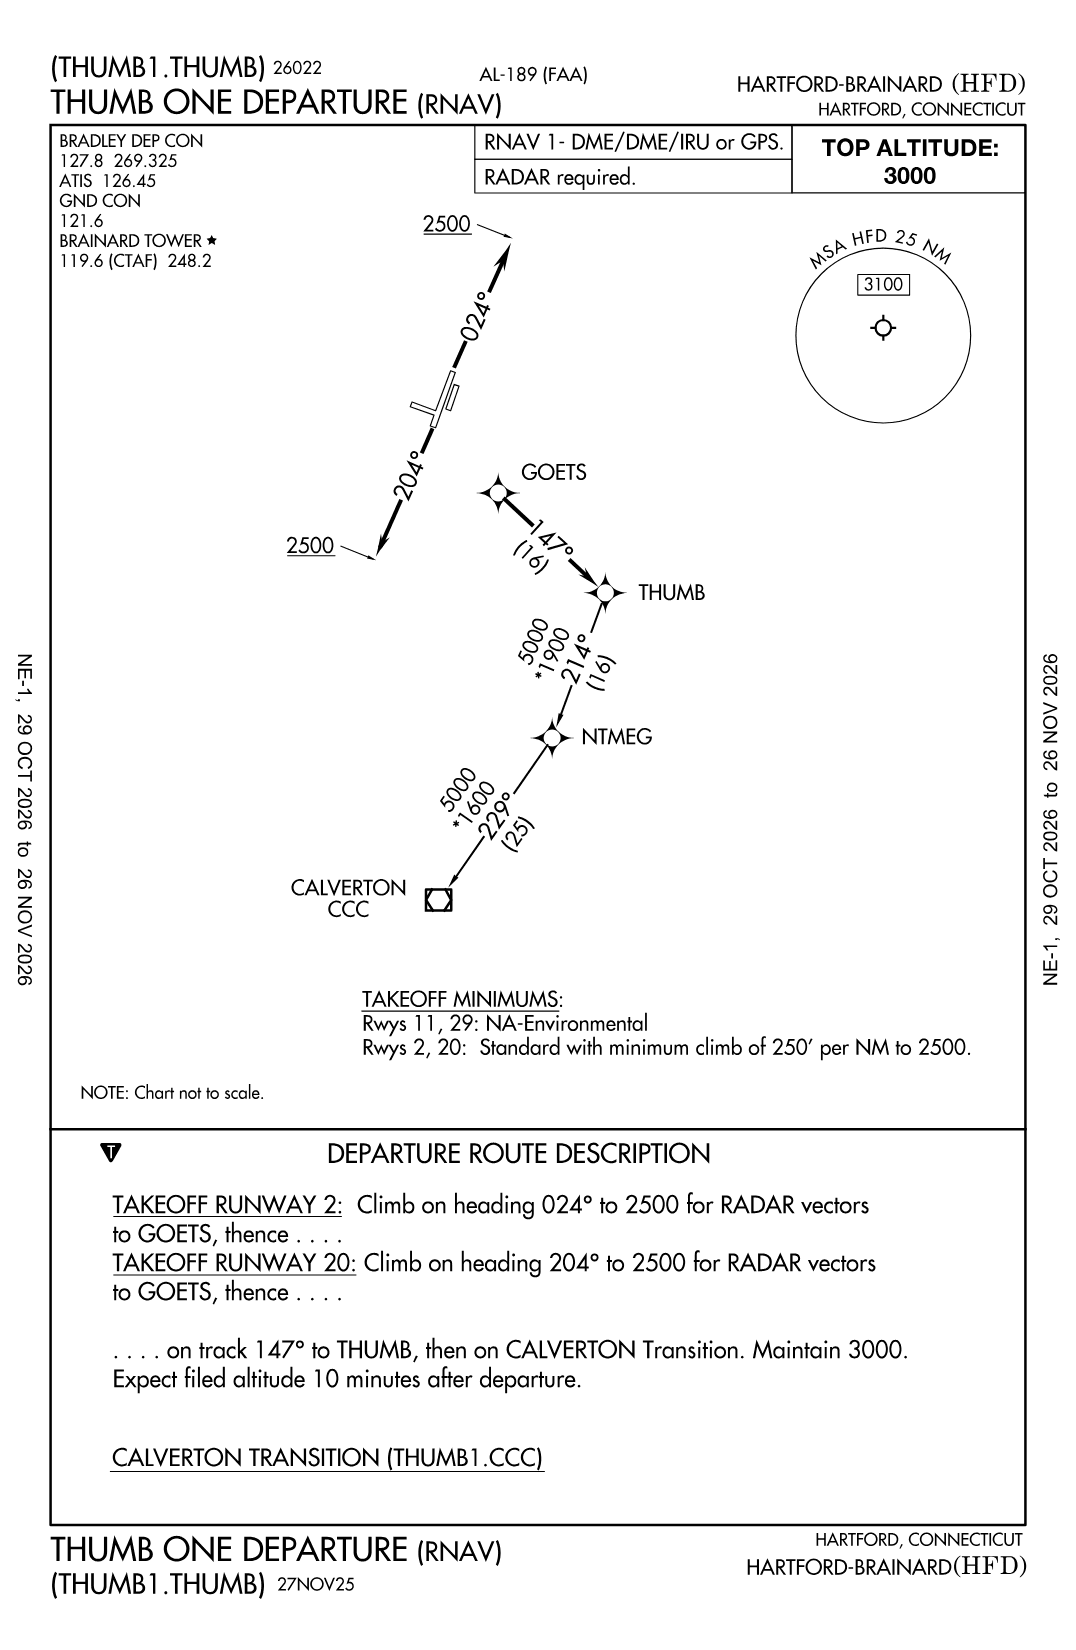 (THUMB1.THUMB) 26022
AL-189 (FAA)
HARTFORD-BRAINARD (HFD)
THUMB ONE DEPARTURE (RNAV)
HARTFORD, CONNECTICUT
BRADLEY DEP CON
127.8 269.325
ATIS 126.45
GND CON
121.6
BRAINARD TOWER ★
119.6 (CTAF) 248.2
RNAV 1- DME/DME/IRU or GPS.
RADAR required.
TOP ALTITUDE:
3000
2500
MSA HFD 25 NM
3100
024°
204°
2500
GOETS
147°
(16)
THUMB
5000
*1900
214°
(16)
NTMEG
5000
*1600
229°
(25)
CALVERTON
CCC
NE-1, 29 OCT 2026 to 26 NOV 2026
NE-1, 29 OCT 2026 to 26 NOV 2026
TAKEOFF MINIMUMS:
Rwys 11, 29: NA-Environmental
Rwys 2, 20: Standard with minimum climb of 250' per NM to 2500.
NOTE: Chart not to scale.
T
DEPARTURE ROUTE DESCRIPTION
TAKEOFF RUNWAY 2: Climb on heading 024° to 2500 for RADAR vectors
to GOETS, thence . . . .
TAKEOFF RUNWAY 20: Climb on heading 204° to 2500 for RADAR vectors
to GOETS, thence . . . .
. . . . on track 147° to THUMB, then on CALVERTON Transition. Maintain 3000.
Expect filed altitude 10 minutes after departure.
CALVERTON TRANSITION (THUMB1.CCC)
THUMB ONE DEPARTURE (RNAV)
(THUMB1.THUMB) 27NOV25
HARTFORD, CONNECTICUT
HARTFORD-BRAINARD(HFD)